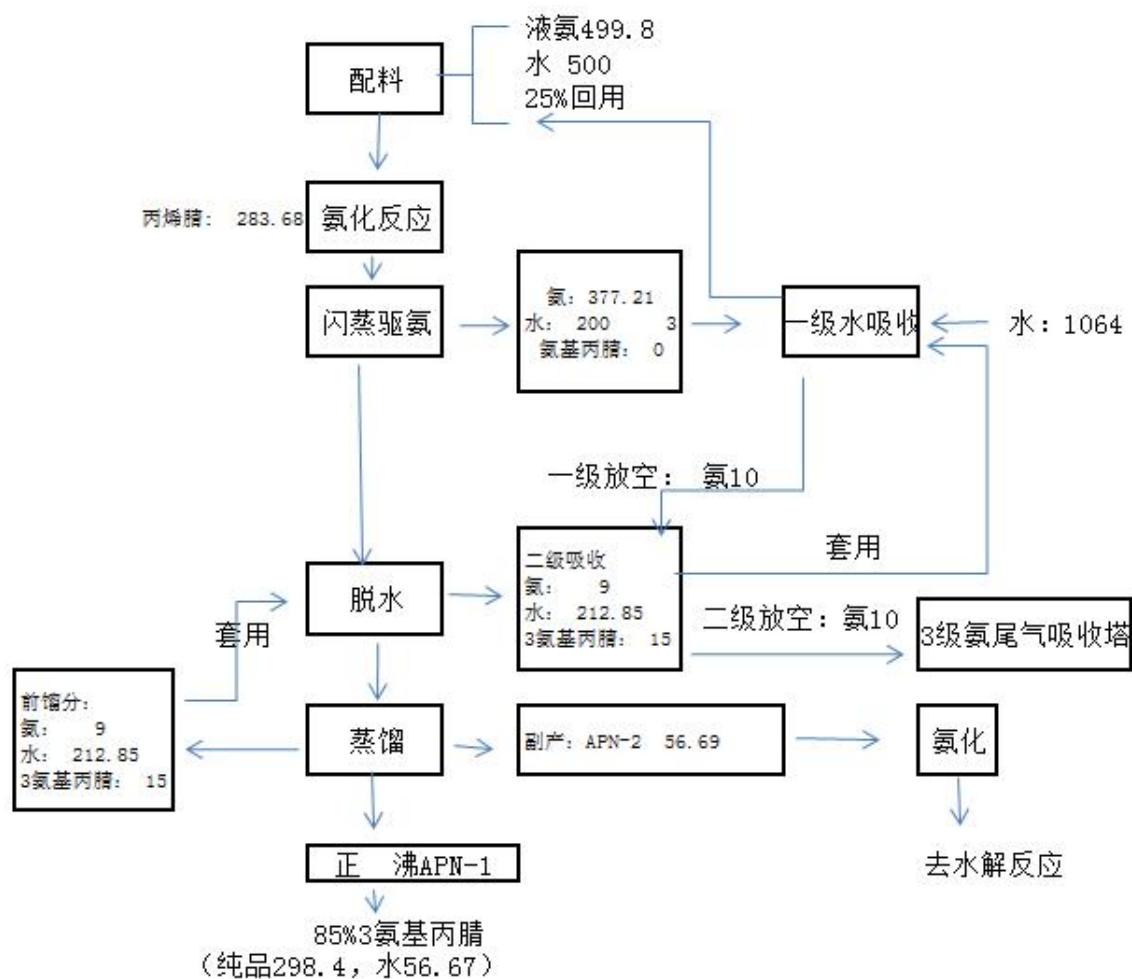 液氨499.8
水 500
25%回用
配料
丙烯腈: 283.68
氨化反应
闪蒸驱氨
氨：377.21
水： 200 3
氨基丙腈： 0
一级水吸收
水：1064
一级放空： 氨10
脱水
二级吸收
氨： 9
水： 212.85
3氨基丙腈： 15
套用
二级放空：氨10
3级氨尾气吸收塔
套用
前馏分：
氨： 9
水： 212.85
3氨基丙腈： 15
蒸馏
副产：APN-2 56.69
氨化
正 沸APN-1
去水解反应
85%3氨基丙腈
（纯品298.4，水56.67）